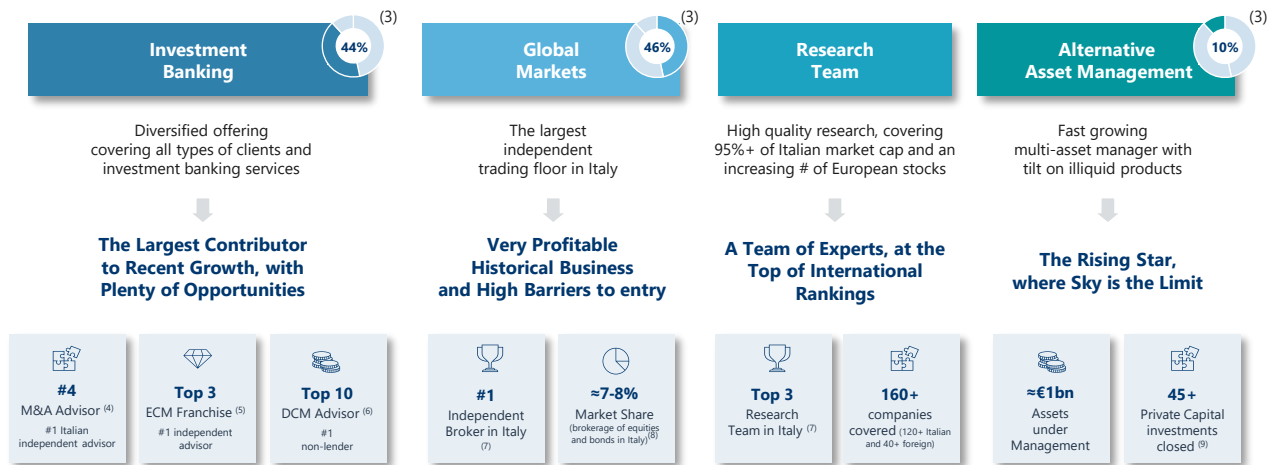 Investment
Banking
44%
(3)
Diversified offering
covering all types of clients and
investment banking services
The Largest Contributor
to Recent Growth, with
Plenty of Opportunities
#4
M&A Advisor (4)
#1 Italian
independent advisor
Top 3
ECM Franchise (5)
#1 independent
advisor
Top 10
DCM Advisor (6)
#1
non-lender
Global
Markets
46%
(3)
The largest
independent
trading floor in Italy
Very Profitable
Historical Business
and High Barriers to entry
#1
Independent
Broker in Italy
(7)
≈7-8%
Market Share
(brokerage of equities
and bonds in Italy)(8)
Research
Team
High quality research, covering
95%+ of Italian market cap and an
increasing # of European stocks
A Team of Experts, at the
Top of International
Rankings
Top 3
Research
Team in Italy (7)
160+
companies
covered (120+ Italian
and 40+ foreign)
Alternative
Asset Management
10%
(3)
Fast growing
multi-asset manager with
tilt on illiquid products
The Rising Star,
where Sky is the Limit
≈€1bn
Assets
under
Management
45+
Private Capital
investments
closed (9)